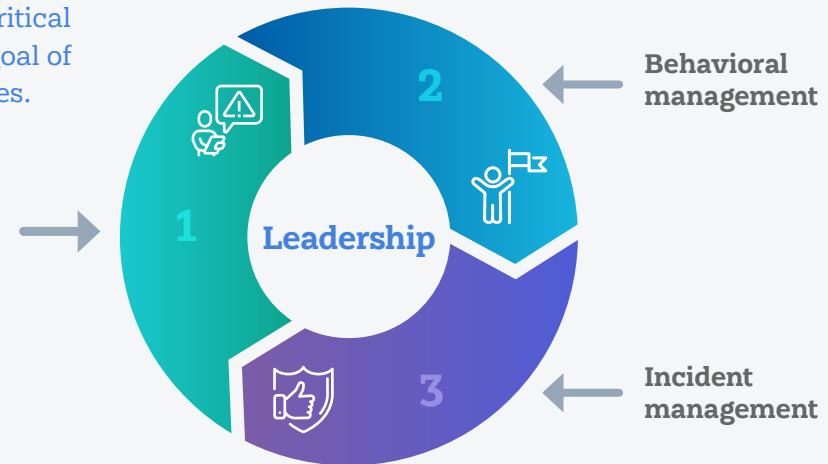 ritical
oal of
es.
2
Behavioral
management
1
Leadership
3
Incident
management